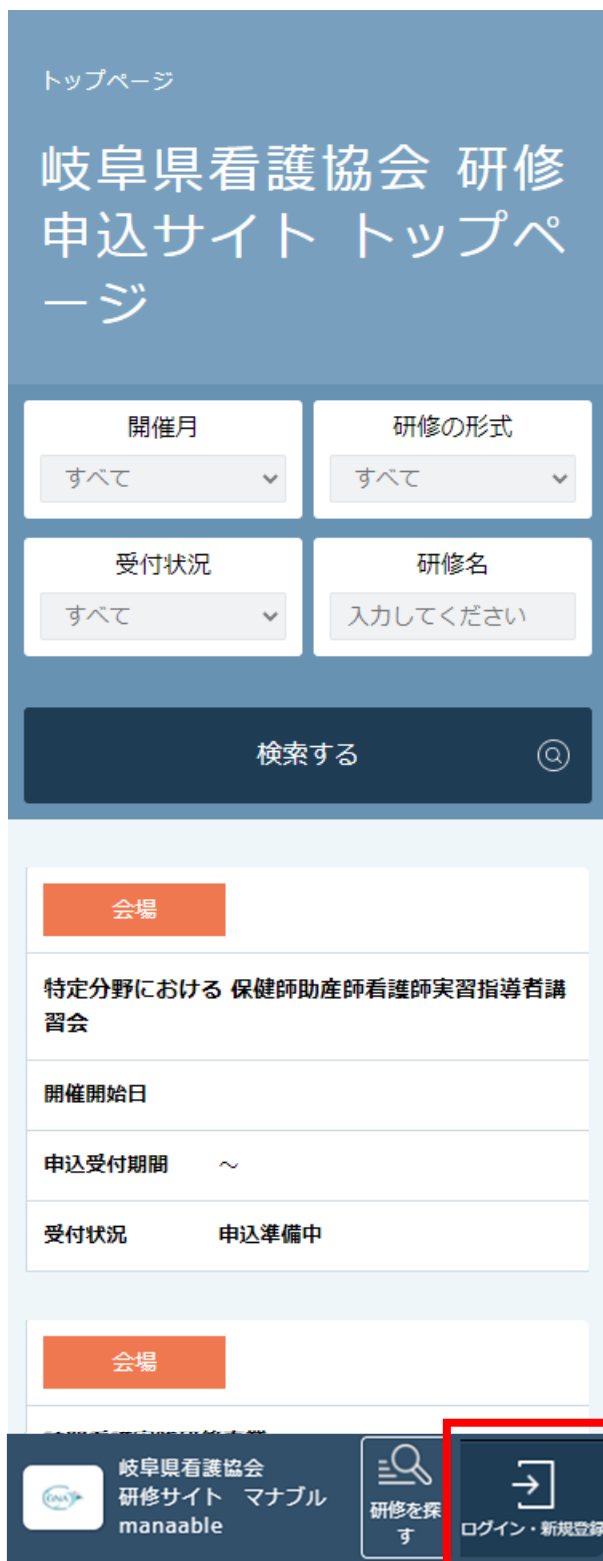 トップページ
岐阜県看護協会 研修
申込サイト トップペ
ージ
開催月
研修の形式
すべて
すべて
受付状況
研修名
すべて
入力してください
検索する
会場
特定分野における 保健師助産師看護師実習指導者講
習会
開催開始日
申込受付期間 ～
受付状況 申込準備中
会場
岐阜県看護協会
研修サイト マナブル
manaable
研修を探
す
ログイン・新規登録